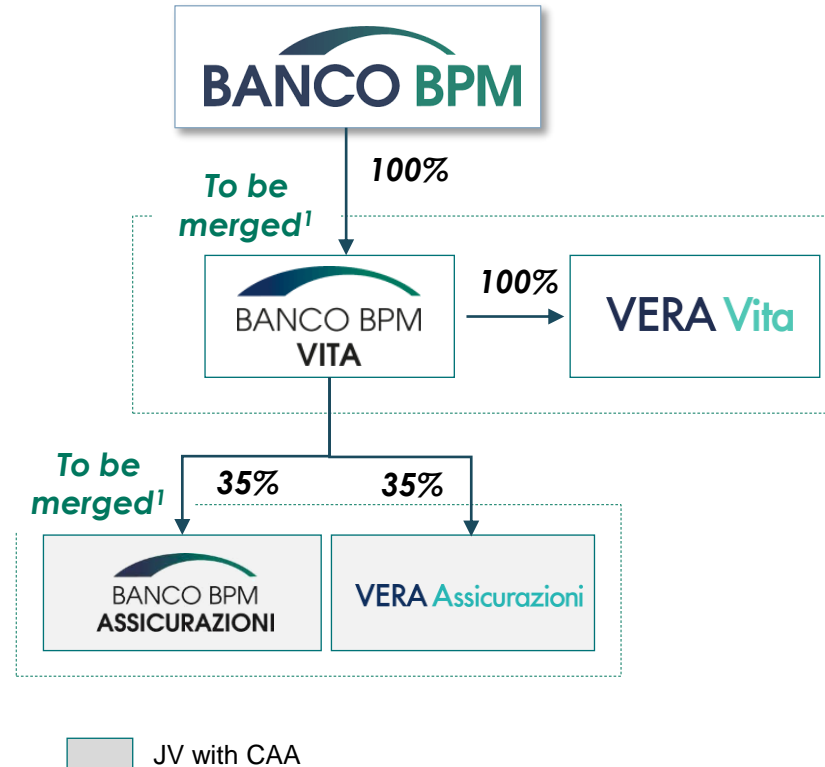 BANCO BPM
100%
To be
merged¹
BANCO BPM
VITA
100%
VERA Vita
To be
merged¹
35%
35%
BANCO BPM
ASSICURAZIONI
VERA Assicurazioni
JV with CAA